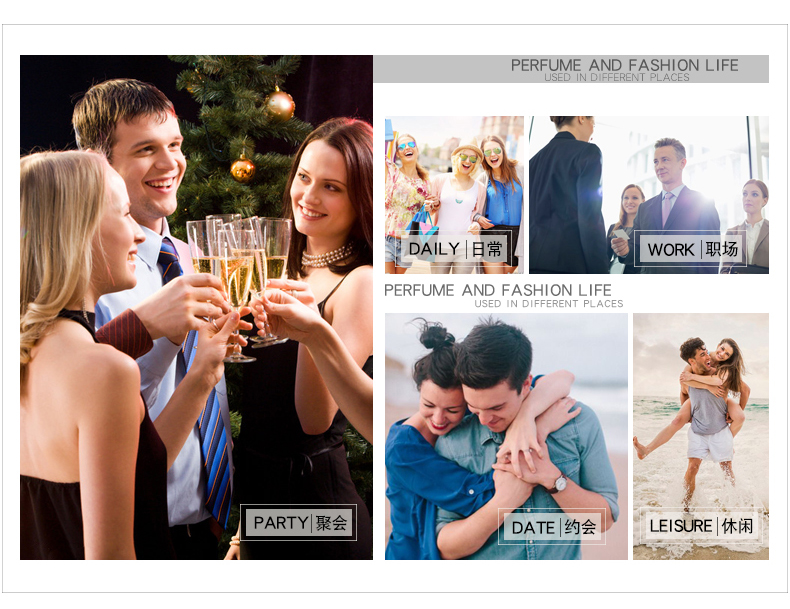 PERFUME AND FASHION LIFE
USED IN DIFFERENT PLACES
DAILY|日常
WORK|职场
PERFUME AND FASHION LIFE
USED IN DIFFERENT PLACES
PARTY|聚会
DATE|约会
LEISURE|休闲